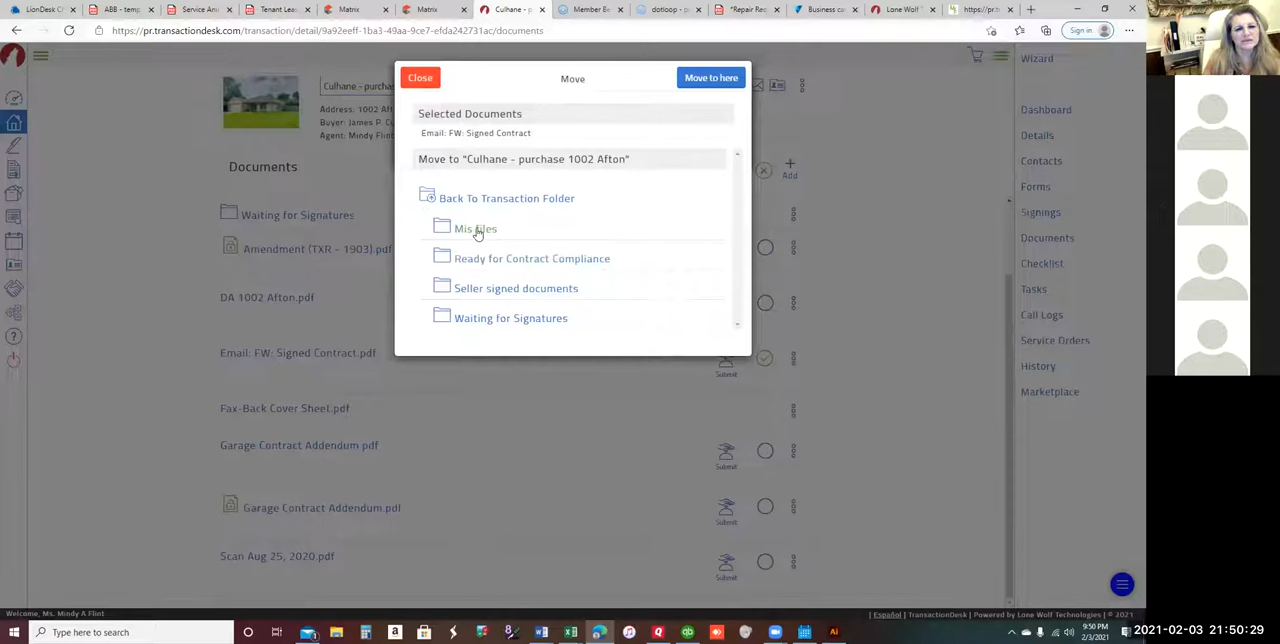 LionDesk C
ABB - temp
Service Ani
Tenant Lea
Matrix
Matrix
Culhane - p
Member Be
dotloop - m
*Repair Req
Business ca
Lone Wolf T
https://pr.t
https://pr.transactiondesk.com/transaction/detail/9a92eeff-1ba3-49aa-9ce7-efda242731ac/documents
Sign in
Close
Move
Move to here
Selected Documents
Email: FW: Signed Contract
Move to "Culhane - purchase 1002 Afton"
Back To Transaction Folder
Mis files
Ready for Contract Compliance
Seller signed documents
Waiting for Signatures
Culhane - purcha
Address: 1002 Aft
Buyer: James P. Cu
Agent: Mindy Flint
Documents
Add
Waiting for Signatures
Amendment (TXR - 1903).pdf
DA 1002 Afton.pdf
Email: FW: Signed Contract.pdf
Submit
Fax-Back Cover Sheet.pdf
Garage Contract Addendum.pdf
Submit
Garage Contract Addendum.pdf
Submit
Scan Aug 25, 2020.pdf
Submit
Wizard
Dashboard
Details
Contacts
Forms
Signings
Documents
Checklist
Tasks
Call Logs
Service Orders
History
Marketplace
Welcome, Ms. Mindy A Flint
| Español | TransactionDesk | Powered by Lone Wolf Technologies | © 2021
Type here to search
9:50 PM
2/3/2021
2021-02-03 21:50:29